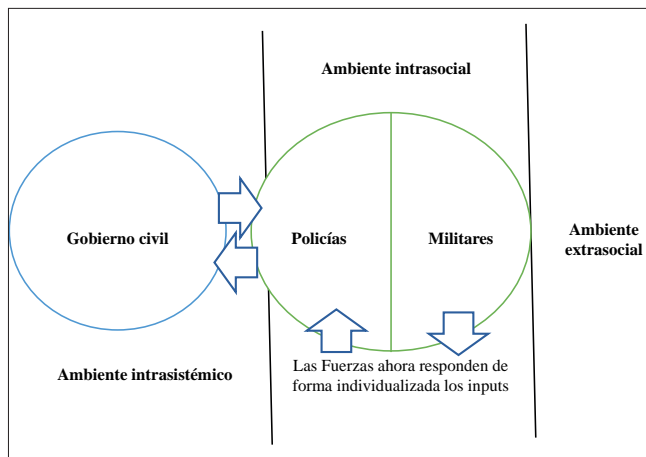 Ambiente intrasocial
Gobierno civil
Policías
Militares
Ambiente
extrasocial
Ambiente intrasistémico
Las Fuerzas ahora responden de
forma individualizada los inputs